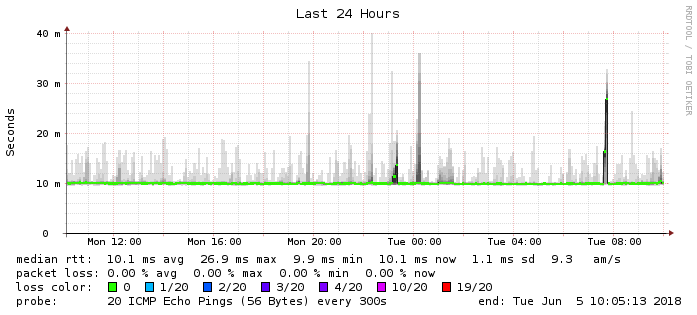 Last 24 Hours
RRDTOOL / TOBI OETIKER
Seconds
40 m
30 m
20 m
10 m
0
Mon 12:00 Mon 16:00 Mon 20:00 Tue 00:00 Tue 04:00 Tue 08:00
median rtt: 10.1 ms avg 26.9 ms max 9.9 ms min 10.1 ms now 1.1 ms sd 9.3 am/s
packet loss: 0.00 % avg 0.00 % max 0.00 % min 0.00 % now
loss color: 0 1/20 2/20 3/20 4/20 10/20 19/20
probe: 20 ICMP Echo Pings (56 Bytes) every 300s end: Tue Jun 5 10:05:13 2018